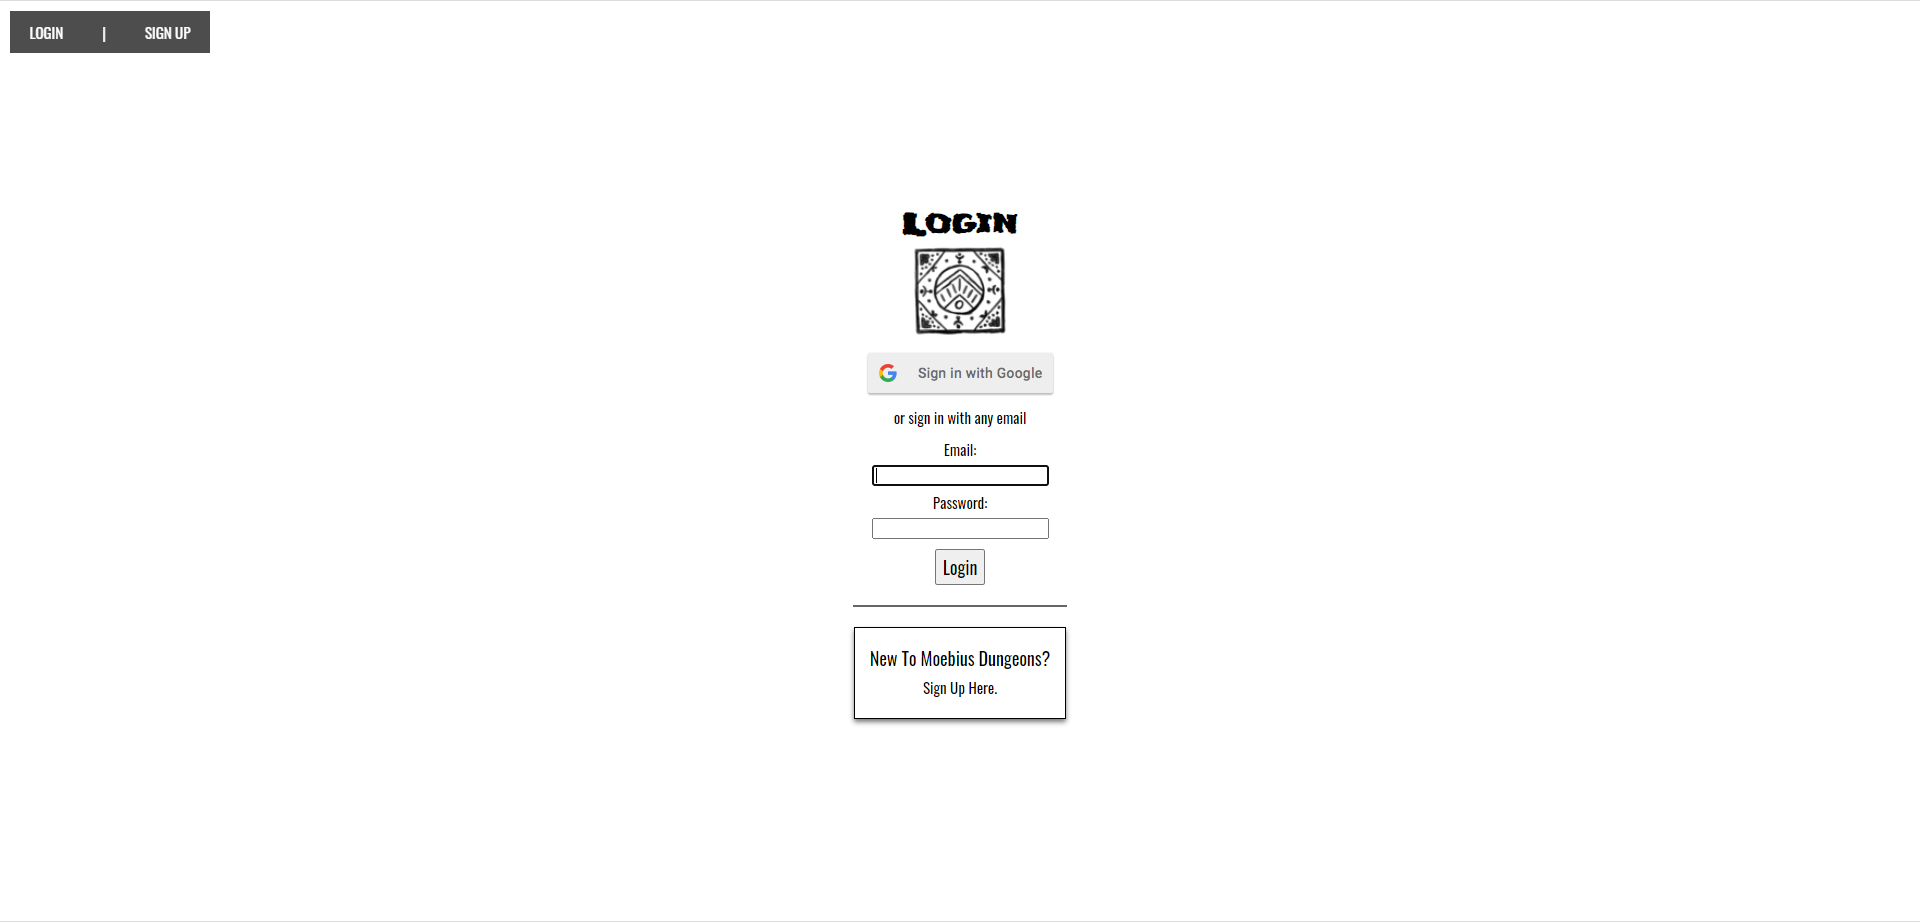 LOGIN | SIGN UP
LOGIN
Sign in with Google
or sign in with any email
Email:
Password:
Login
New To Moebius Dungeons?
Sign Up Here.